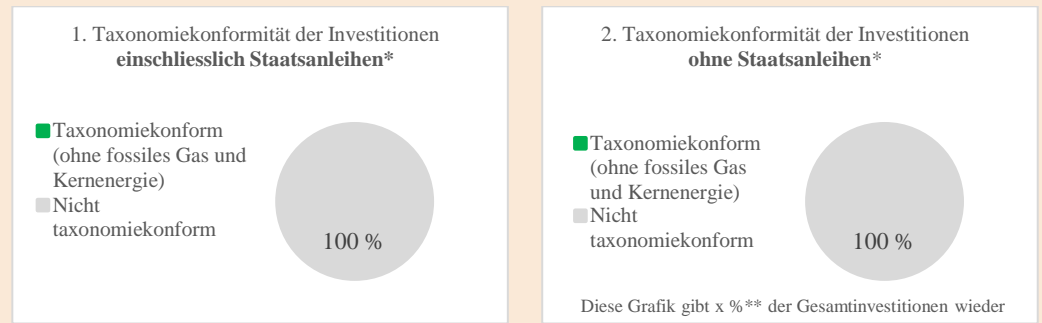 1. Taxonomiekonformität der Investitionen
einschliesslich Staatsanleihen*
Taxonomiekonform
(ohne fossiles Gas und
Kernenergie)
Nicht
taxonomiekonform
100 %
2. Taxonomiekonformität der Investitionen
ohne Staatsanleihen*
Taxonomiekonform
(ohne fossiles Gas
und Kernenergie)
Nicht
taxonomiekonform
100 %
Diese Grafik gibt x %** der Gesamtinvestitionen wieder